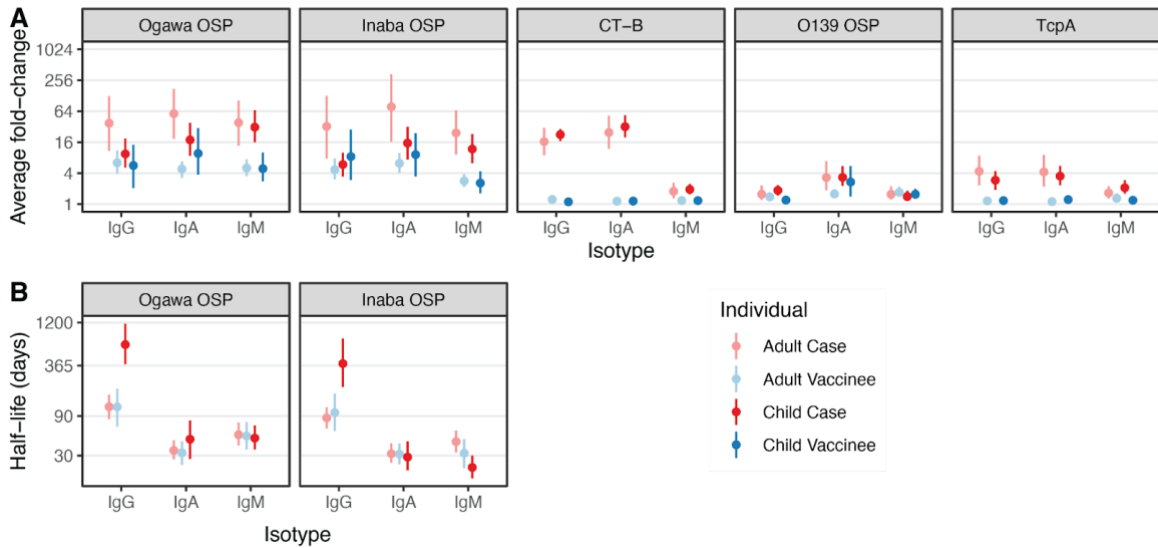 A
Ogawa OSP
Inaba OSP
CT−B
O139 OSP
TcpA
Average fold−change
1024
256
64
16
4
1
IgG IgA IgM
IgG IgA IgM
IgG IgA IgM
IgG IgA IgM
IgG IgA IgM
Isotype
B
Ogawa OSP
Inaba OSP
Half−life (days)
1200
365
90
30
IgG IgA IgM
IgG IgA IgM
Isotype
Individual
Adult Case
Adult Vaccinee
Child Case
Child Vaccinee